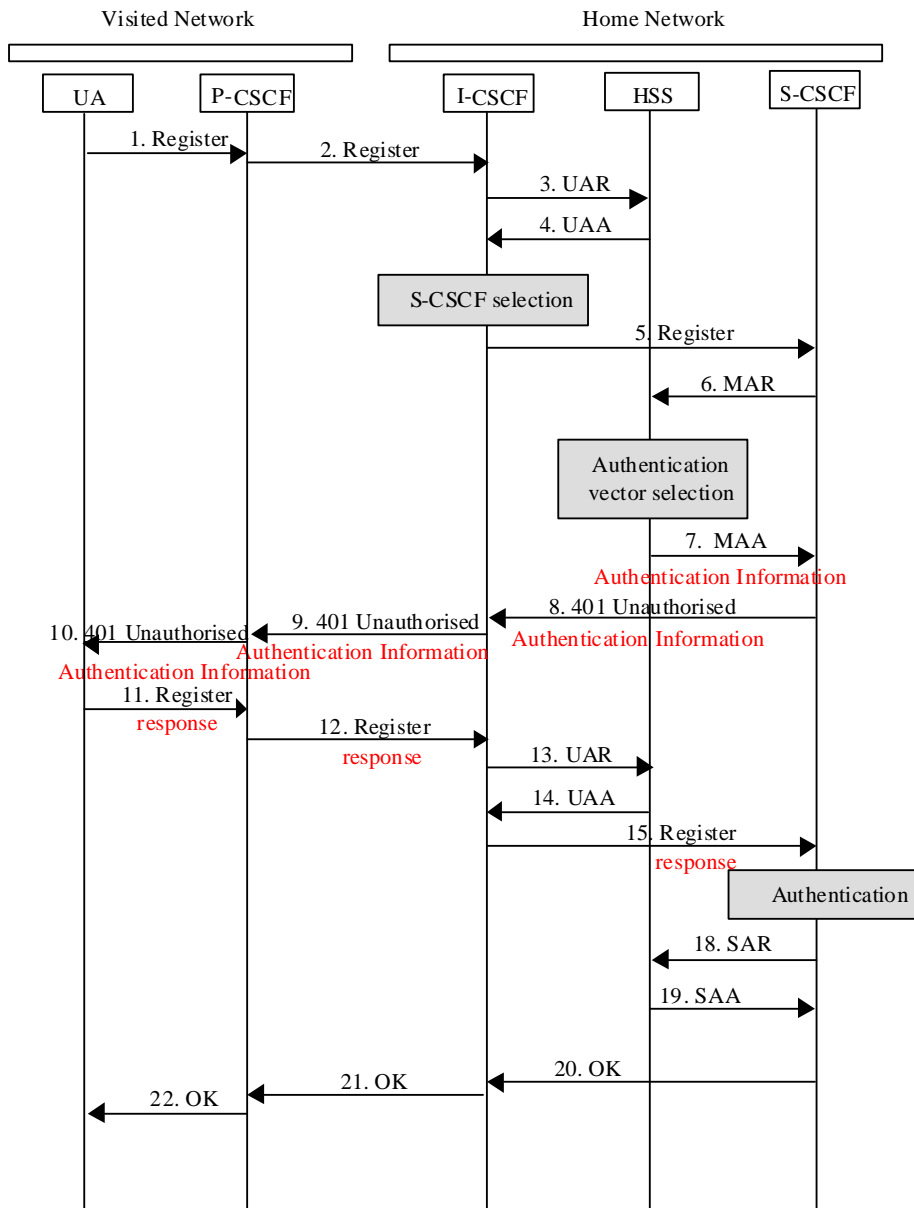 Visited Network
Home Network
UA
P-CSCF
I-CSCF
HSS
S-CSCF
1. Register
2. Register
3. UAR
4. UAA
S-CSCF selection
5. Register
6. MAR
Authentication
vector selection
7. MAA
Authentication Information
8. 401 Unauthorised
Authentication Information
9. 401 Unauthorised
Authentication Information
10. 401 Unauthorised
Authentication Information
11. Register
response
12. Register
response
13. UAR
14. UAA
15. Register
response
Authentication
18. SAR
19. SAA
20. OK
21. OK
22. OK